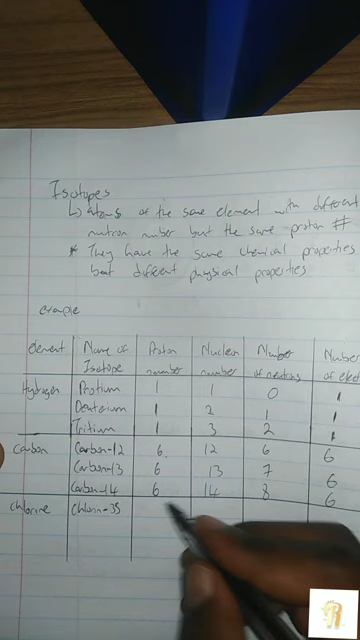 Isotopes
↳ atoms of the same element with different
nutron number but the same proton #
* They have the same chemical properties
but different physical properties
example
element | Name of Isotope | Proton number | Nucleon number | Number of neutrons | Number of elect
Hydrogen | Protium | 1 | 1 | 0 | 1
Deuterium | 1 | 2 | 1 | 1
Tritium | 1 | 3 | 2 | 1
Carbon | Carbon-12 | 6 | 12 | 6 | 6
Carbon-13 | 6 | 13 | 7 | 6
Carbon-14 | 6 | 14 | 8 | 6
Chlorine | Chlorin-35